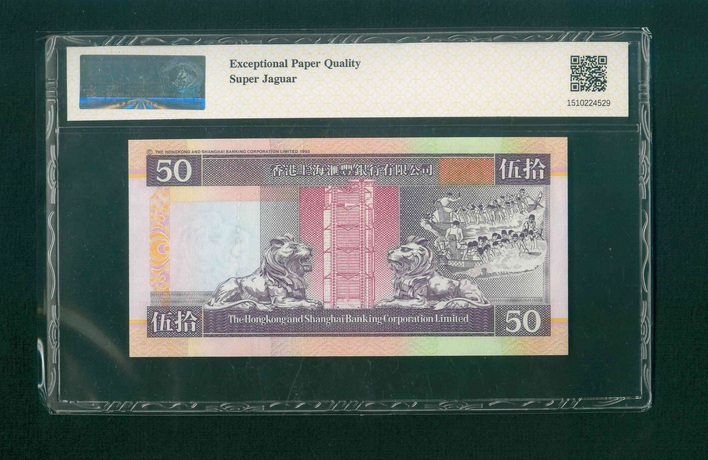 Exceptional Paper Quality
Super Jaguar
1510224529
© THE HONGKONG AND SHANGHAI BANKING CORPORATION LIMITED 1992
50
香港上海滙豐銀行有限公司
伍拾
伍拾
The Hongkong and Shanghai Banking Corporation Limited
50